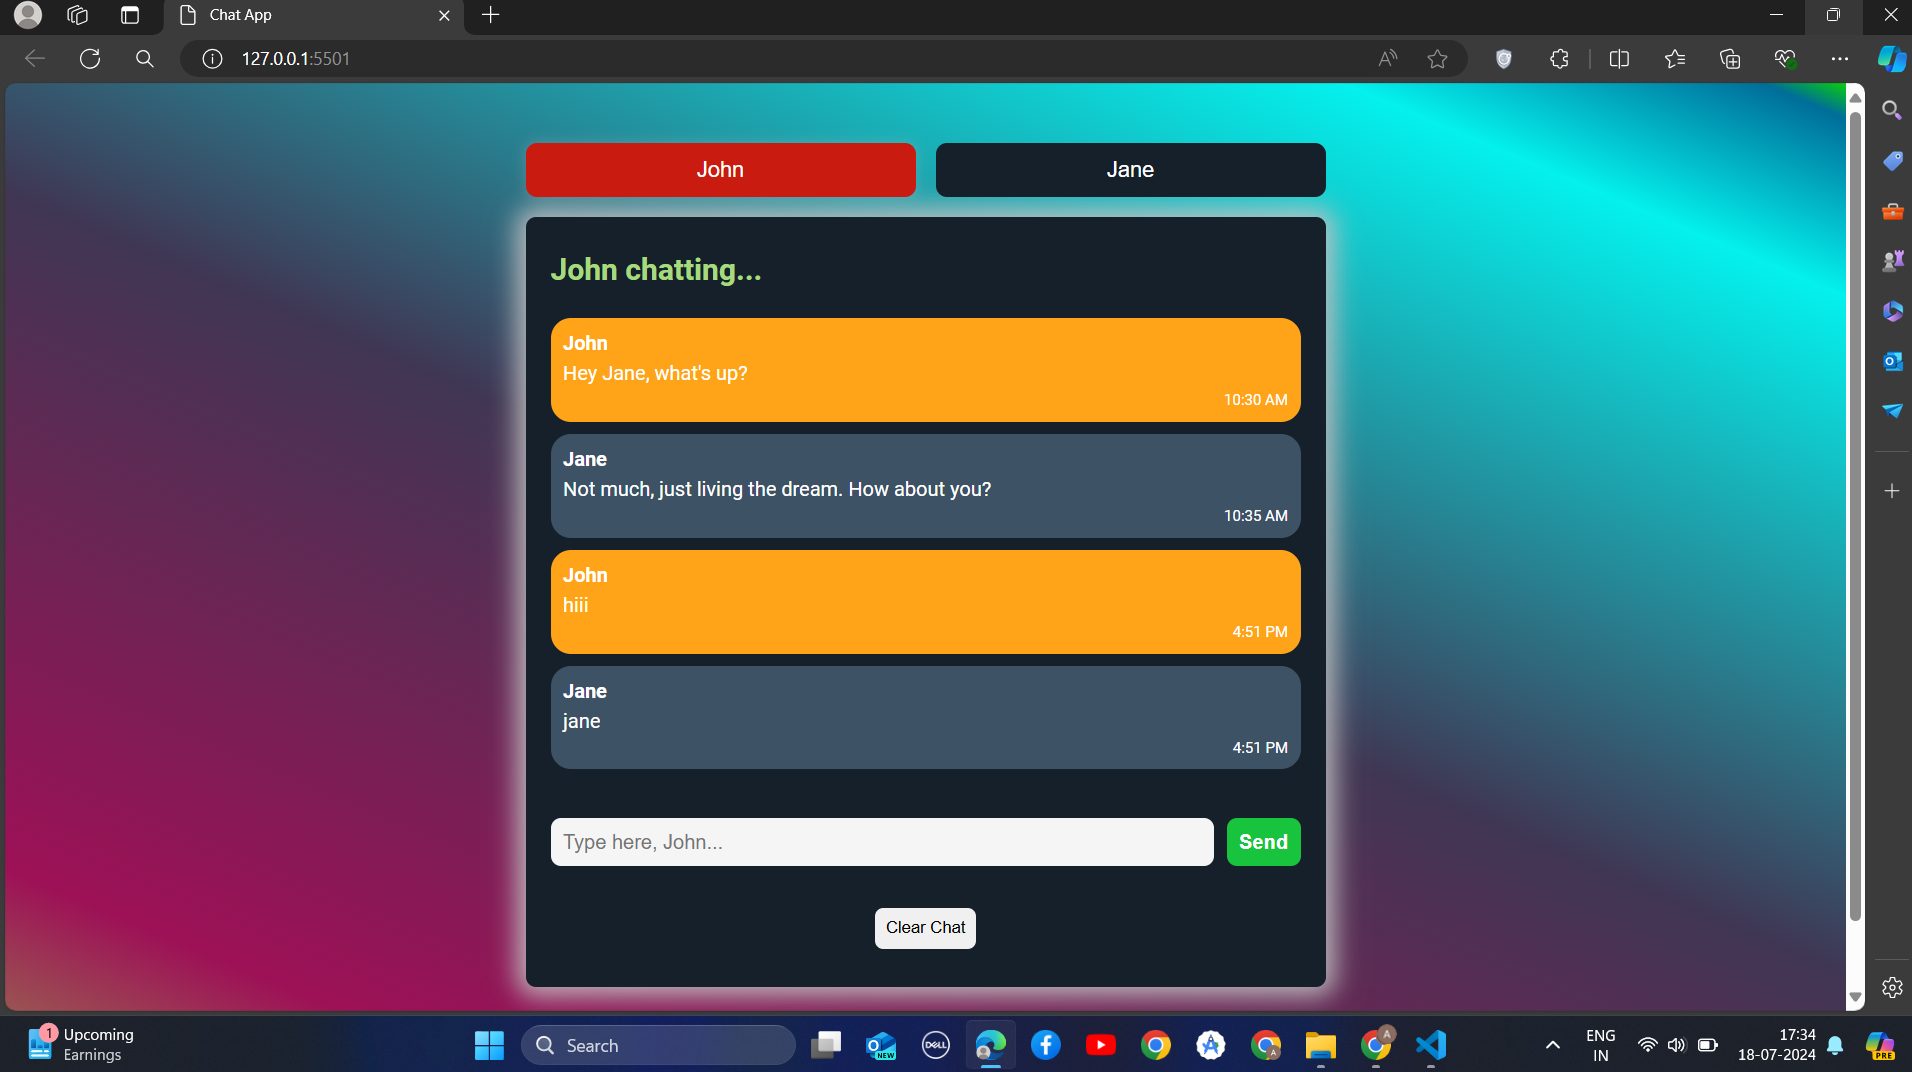 Chat App
127.0.0.1:5501
John
Jane
John chatting...
John
Hey Jane, what's up?
10:30 AM
Jane
Not much, just living the dream. How about you?
10:35 AM
John
hiii
4:51 PM
Jane
jane
4:51 PM
Type here, John...
Send
Clear Chat
1
Upcoming
Earnings
Search
NEW
DELL
A
A
ENG
IN
17:34
18-07-2024
PRE